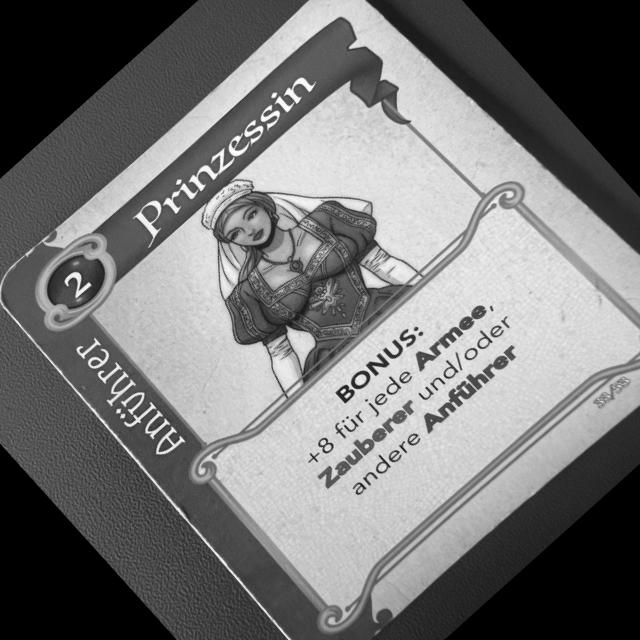 Prinzessin
2
Anführer
BONUS:
+8 für jede Armee,
Zauberer und/oder
andere Anführer